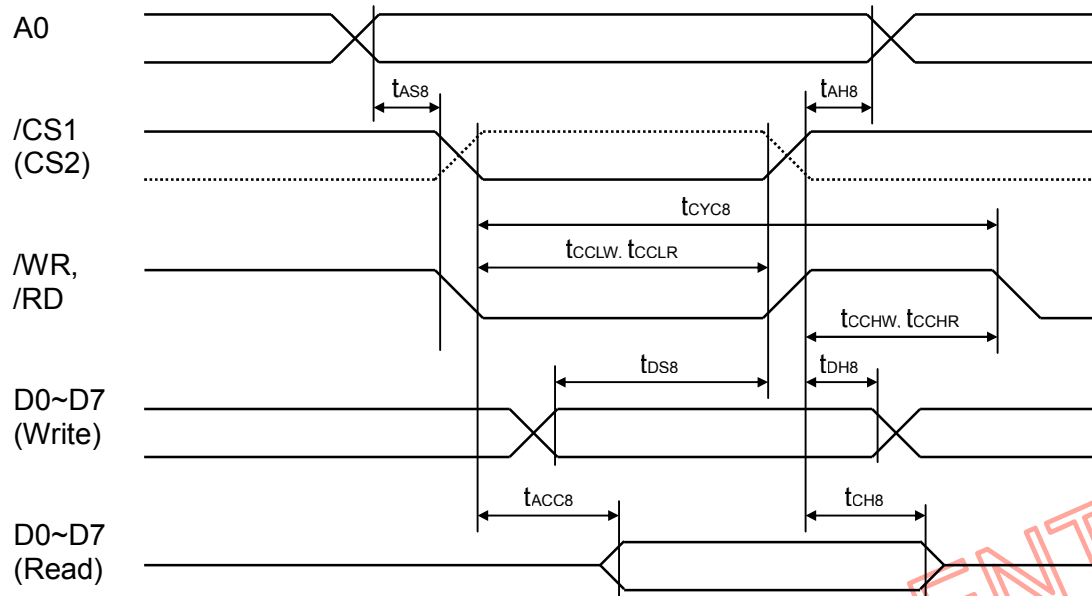 A0
tAS8
tAH8
/CS1
(CS2)
tCYC8
tCCLW, tCCLR
/WR,
/RD
tCCHW, tCCHR
tDS8
tDH8
D0~D7
(Write)
tACC8
tCH8
D0~D7
(Read)
ENT